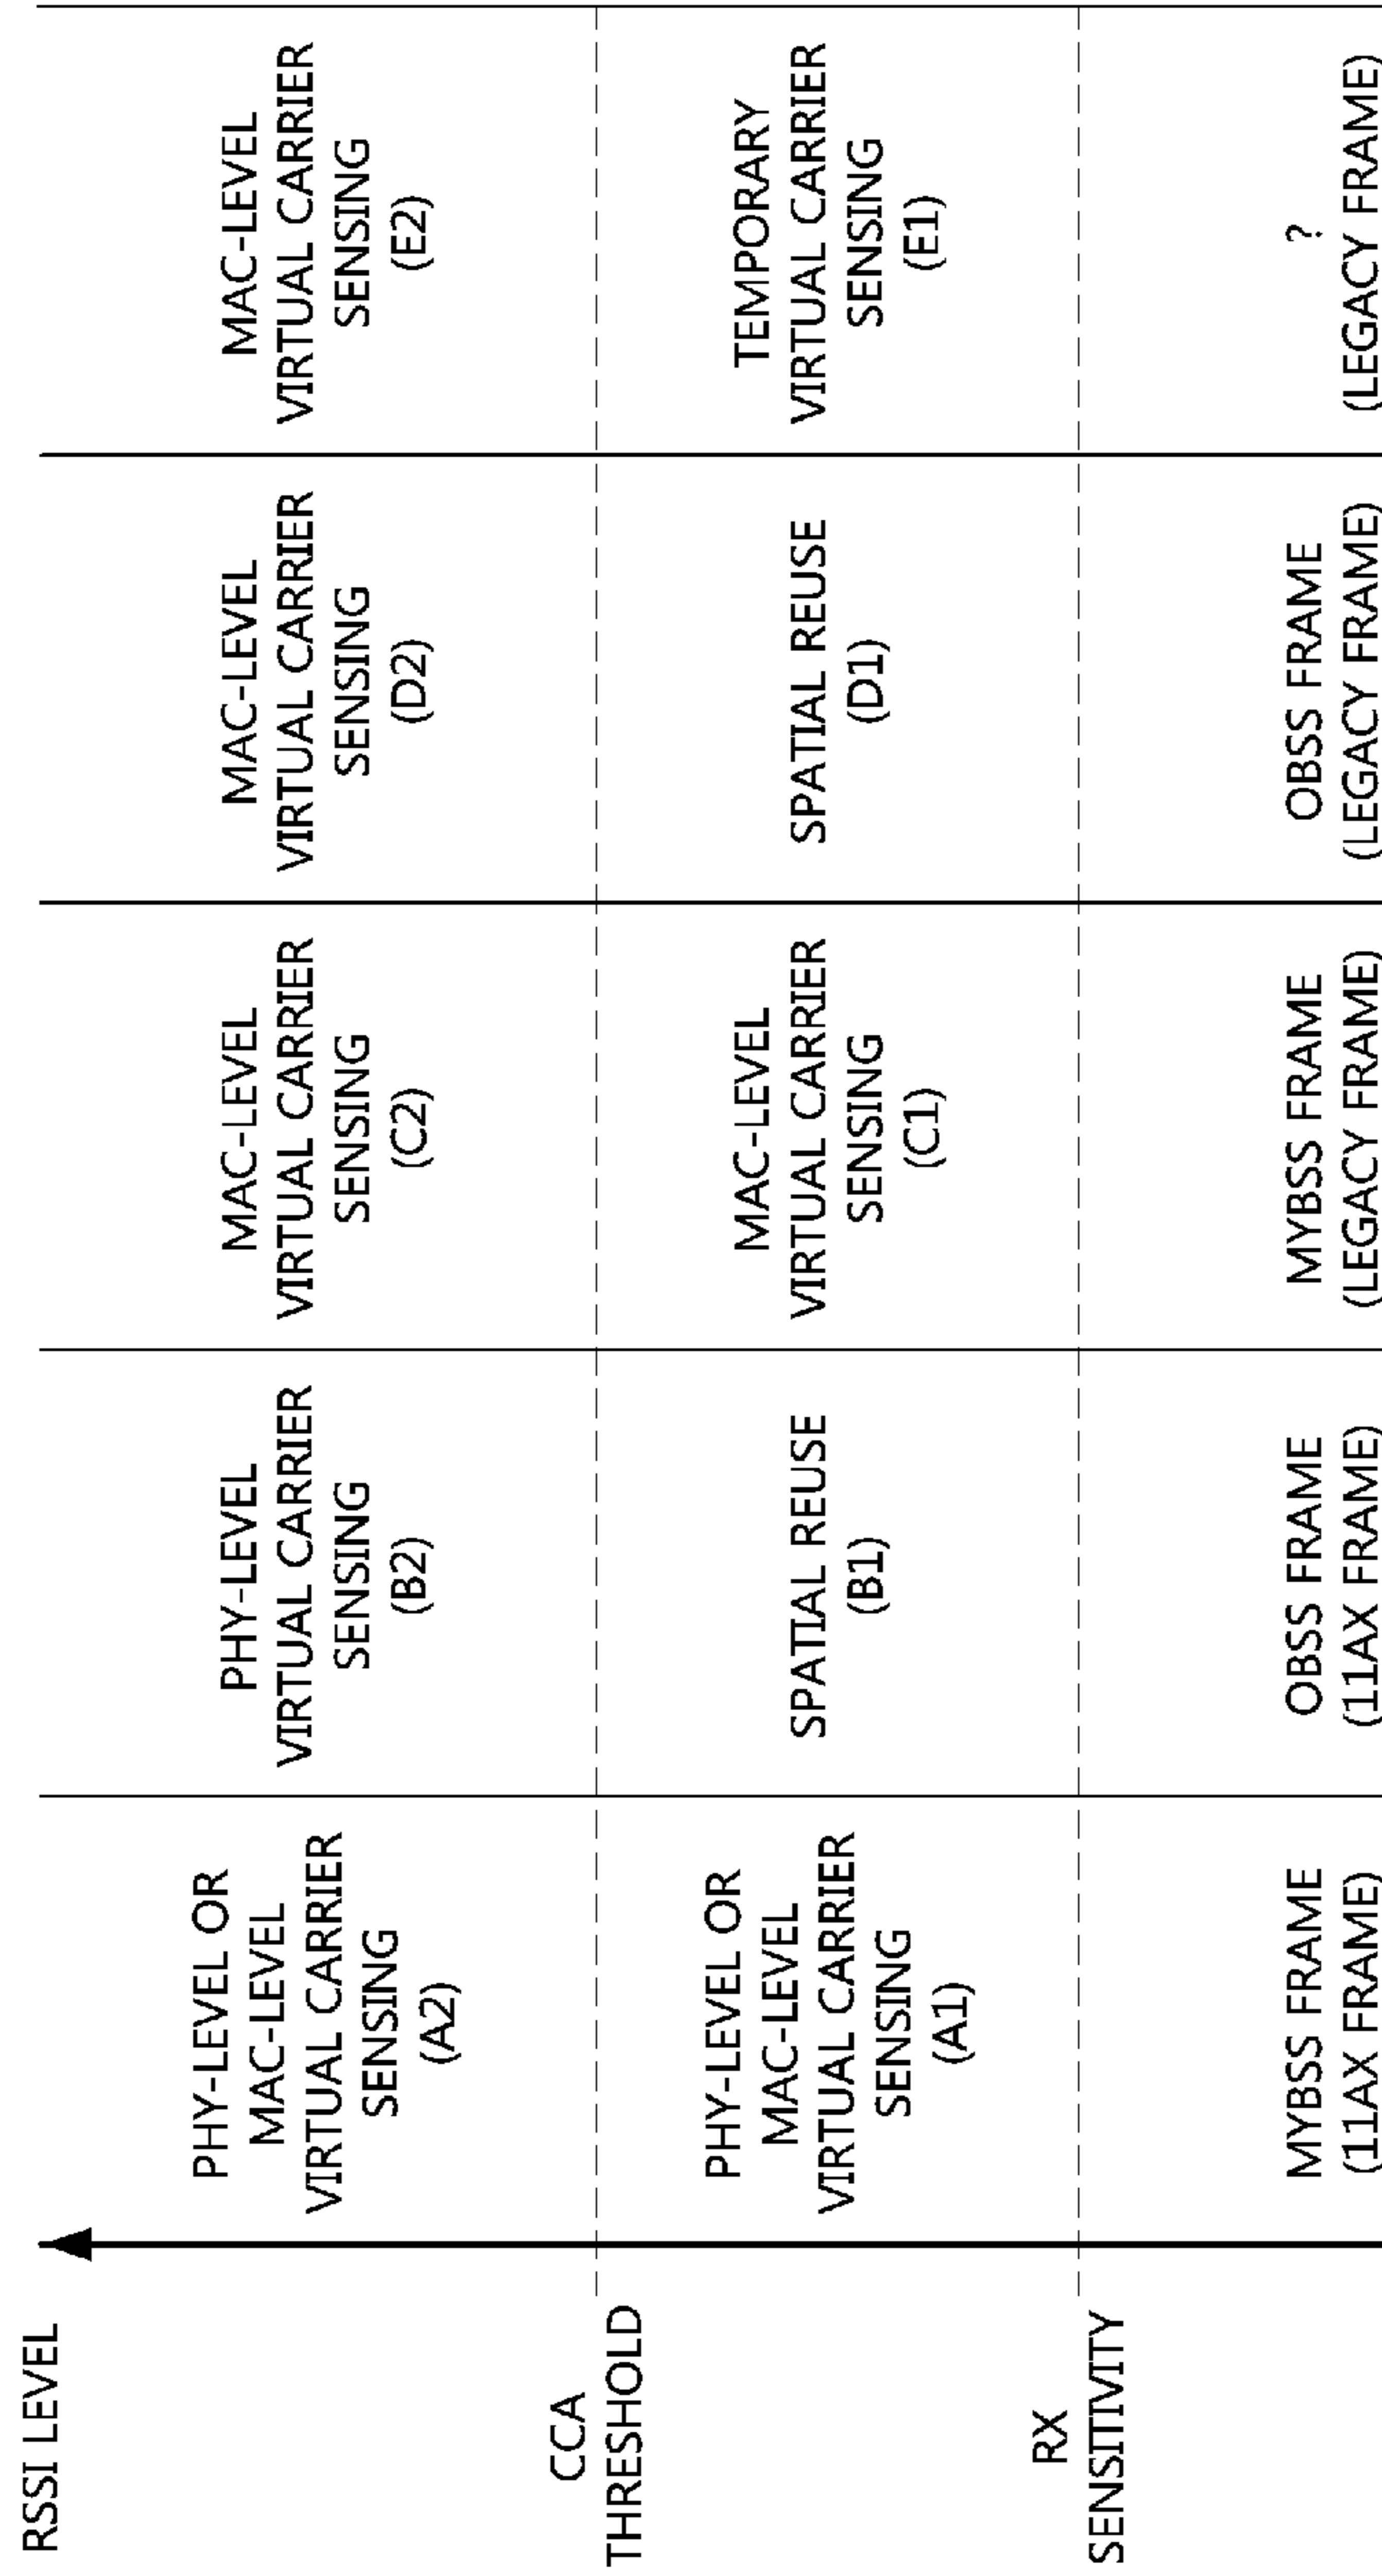 RSSI LEVEL
PHY-LEVEL OR
MAC-LEVEL
VIRTUAL CARRIER
SENSING
(A2)
PHY-LEVEL
VIRTUAL CARRIER
SENSING
(B2)
MAC-LEVEL
VIRTUAL CARRIER
SENSING
(C2)
MAC-LEVEL
VIRTUAL CARRIER
SENSING
(D2)
MAC-LEVEL
VIRTUAL CARRIER
SENSING
(E2)
CCA
THRESHOLD
PHY-LEVEL OR
MAC-LEVEL
VIRTUAL CARRIER
SENSING
(A1)
SPATIAL REUSE
(B1)
MAC-LEVEL
VIRTUAL CARRIER
SENSING
(C1)
SPATIAL REUSE
(D1)
TEMPORARY
VIRTUAL CARRIER
SENSING
(E1)
RX
SENSITIVITY
MYBSS FRAME
(11AX FRAME)
OBSS FRAME
(11AX FRAME)
MYBSS FRAME
(LEGACY FRAME)
OBSS FRAME
(LEGACY FRAME)
?
(LEGACY FRAME)